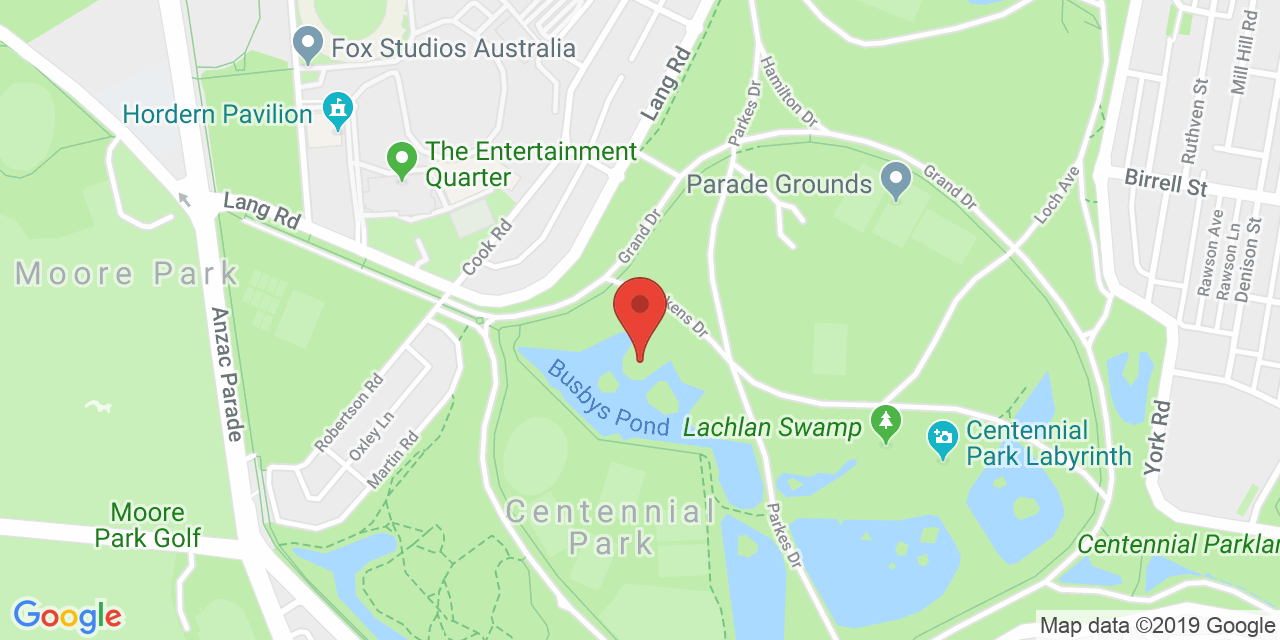 Fox Studios Australia
Lang Rd
Hamilton Dr
Parkes Dr
Mill Hill Rd
Ruthven St
Hordern Pavilion
The Entertainment
Quarter
Parade Grounds
Grand Dr
Loch Ave
Birrell St
Lang Rd
Cook Rd
Grand Dr
Rawson Ave
Rawson Ln
Denison St
Moore Park
Anzac Parade
kens Dr
Busbys Pond
Robertson Rd
Oxley Ln
Martin Rd
Lachlan Swamp
Centennial
Park Labyrinth
York Rd
Moore
Park Golf
Centennial
Park
Parkes Dr
Centennial Parklan
Google
Map data ©2019 Google